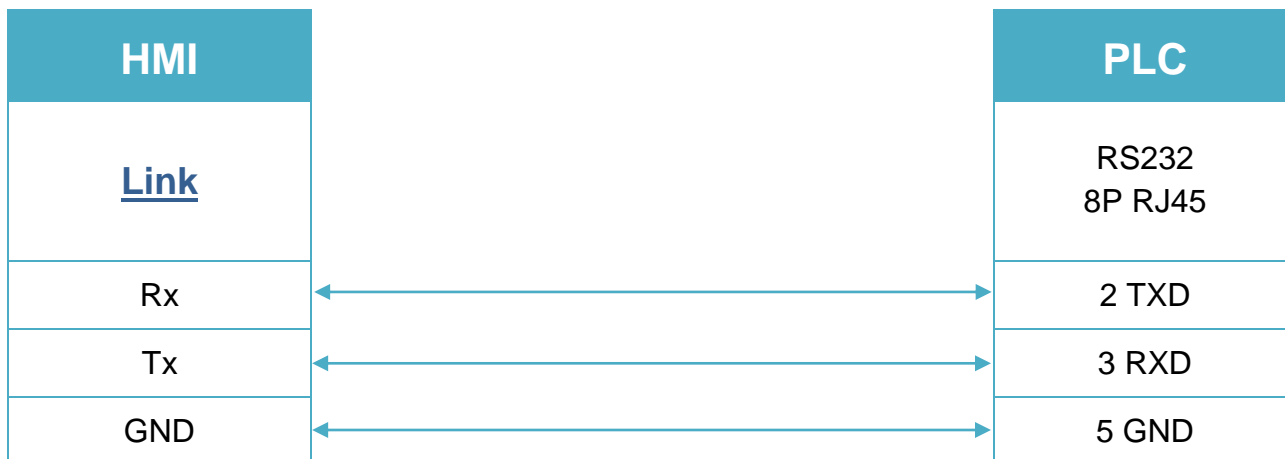 HMI PLC
Link RS232
8P RJ45
Rx 2 TXD
Tx 3 RXD
GND 5 GND